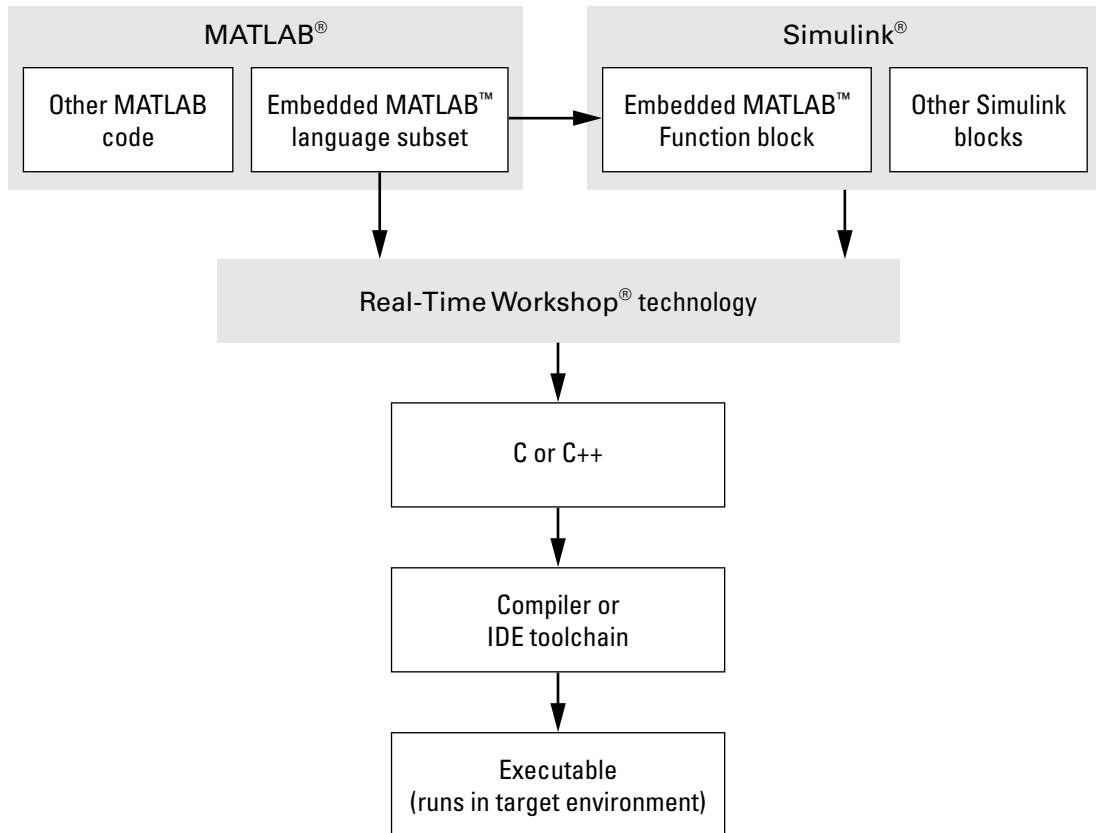 MATLAB®
Other MATLAB
code
Embedded MATLAB™
language subset
Simulink®
Embedded MATLAB™
Function block
Other Simulink
blocks
Real-Time Workshop® technology
C or C++
Compiler or
IDE toolchain
Executable
(runs in target environment)